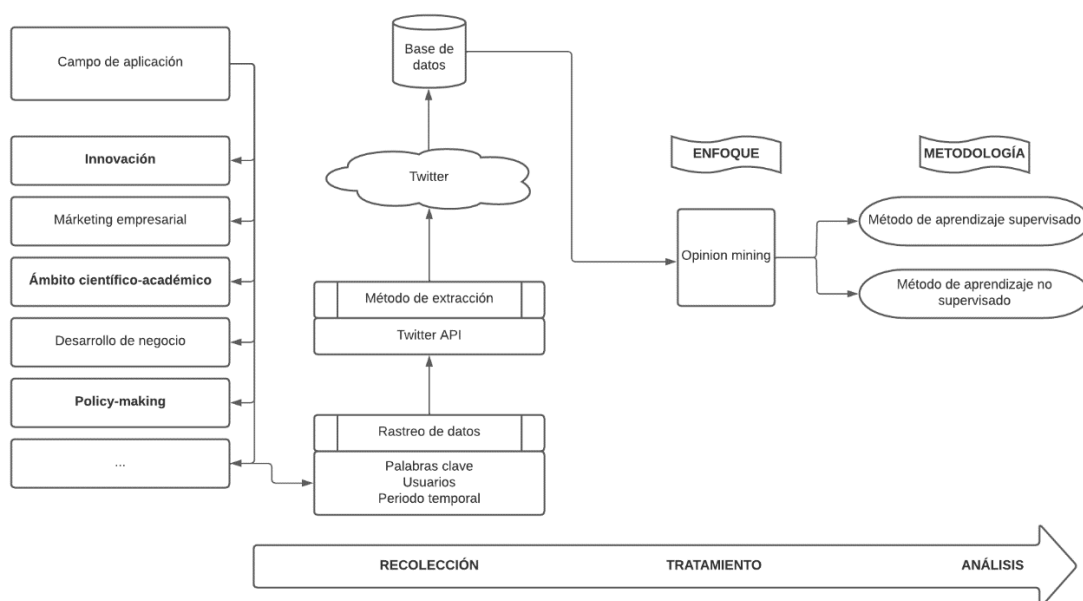 Campo de aplicación
Innovación
Márketing empresarial
Ámbito científico-académico
Desarrollo de negocio
Policy-making
...
Base de
datos
Twitter
Método de extracción
Twitter API
Rastreo de datos
Palabras clave
Usuarios
Periodo temporal
ENFOQUE
Opinion mining
METODOLOGÍA
Método de aprendizaje supervisado
Método de aprendizaje no
supervisado
RECOLECCIÓN
TRATAMIENTO
ANÁLISIS